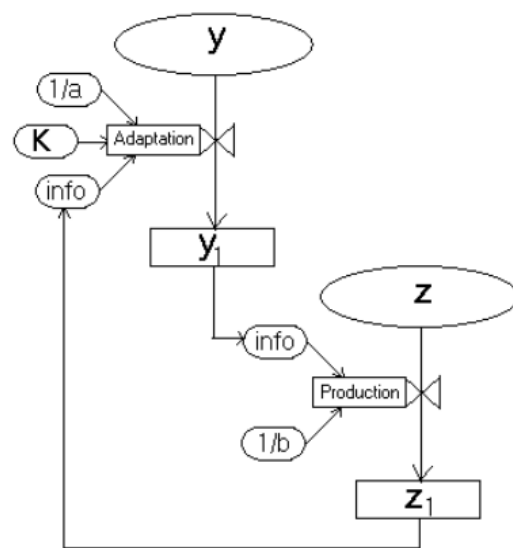 y
1/a
K
Adaptation
info
y₁
z
info
Production
1/b
z₁